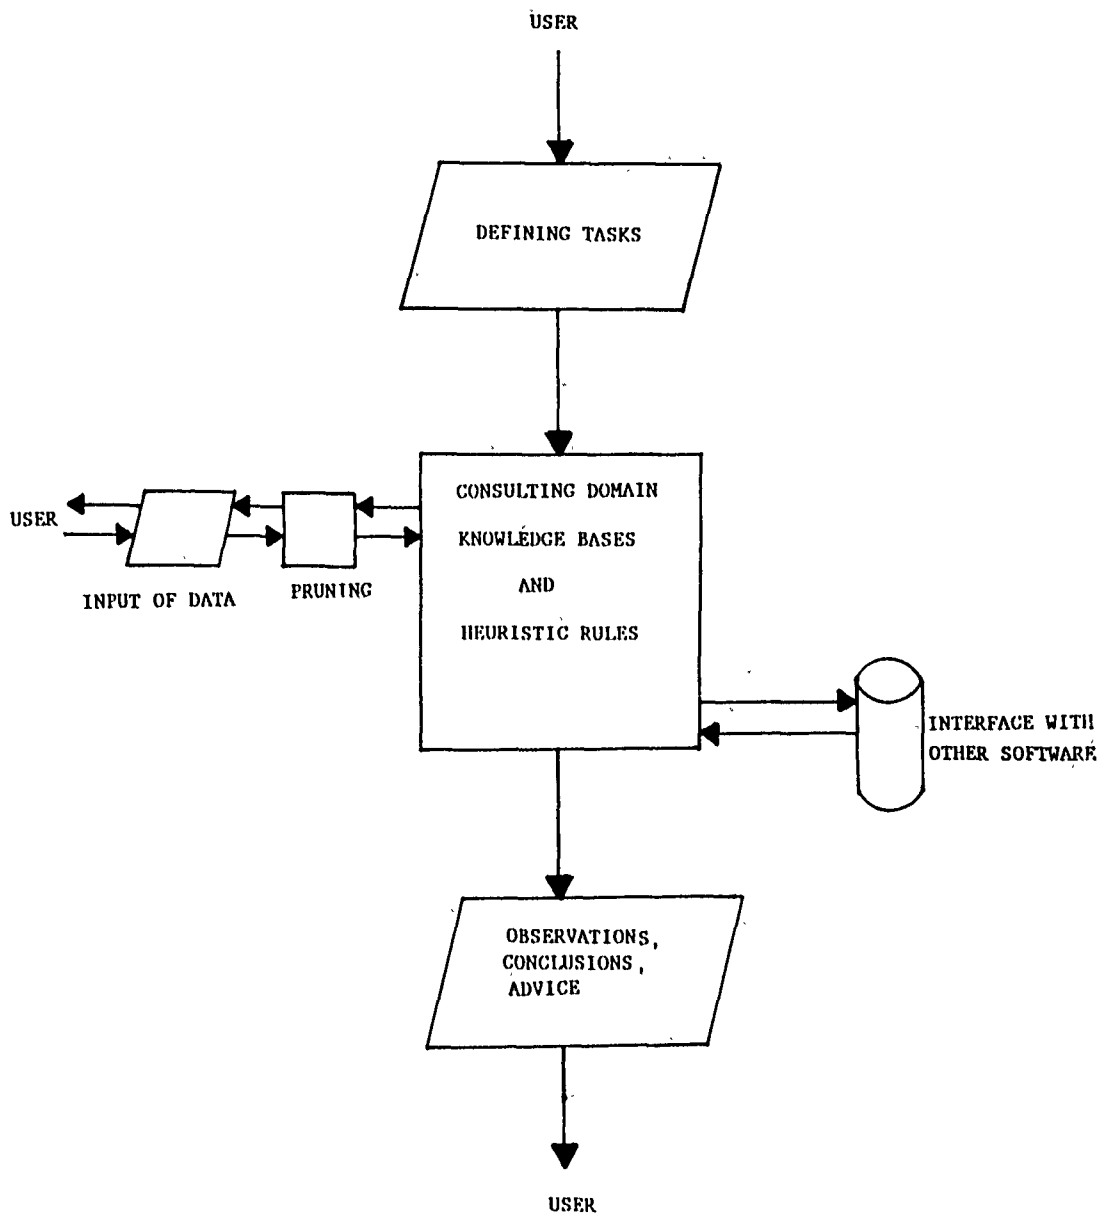 USER
DEFINING TASKS
CONSULTING DOMAIN
KNOWLEDGE BASES
AND
HEURISTIC RULES
USER
INPUT OF DATA
PRUNING
INTERFACE WITH
OTHER SOFTWARE
OBSERVATIONS,
CONCLUSIONS,
ADVICE
USER